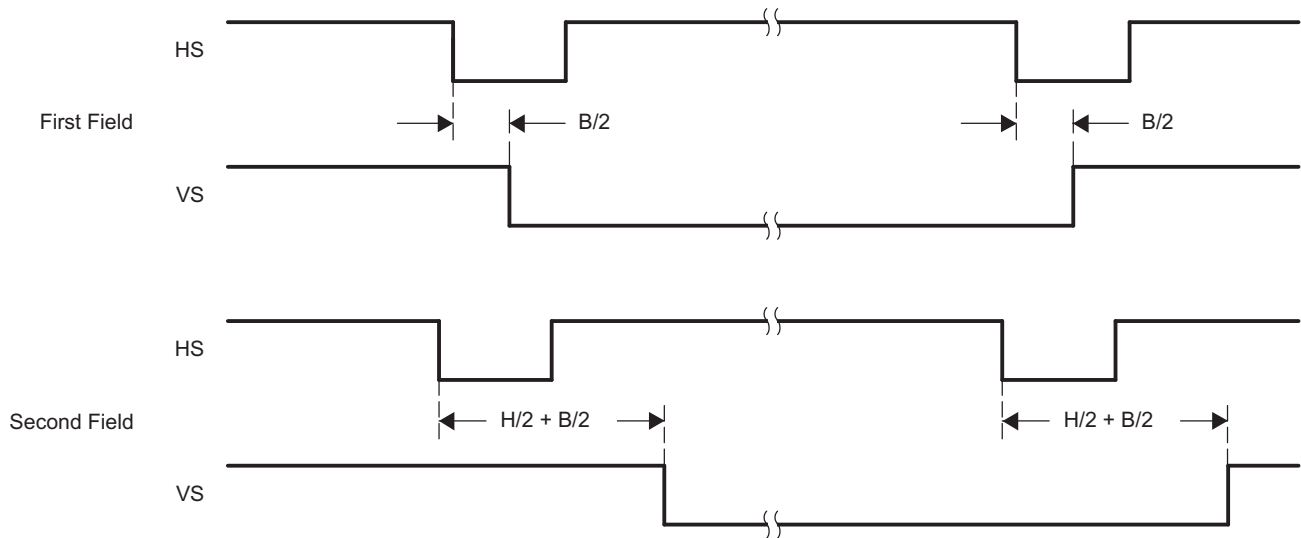 HS
First Field
B/2
B/2
VS
HS
Second Field
H/2 + B/2
H/2 + B/2
VS